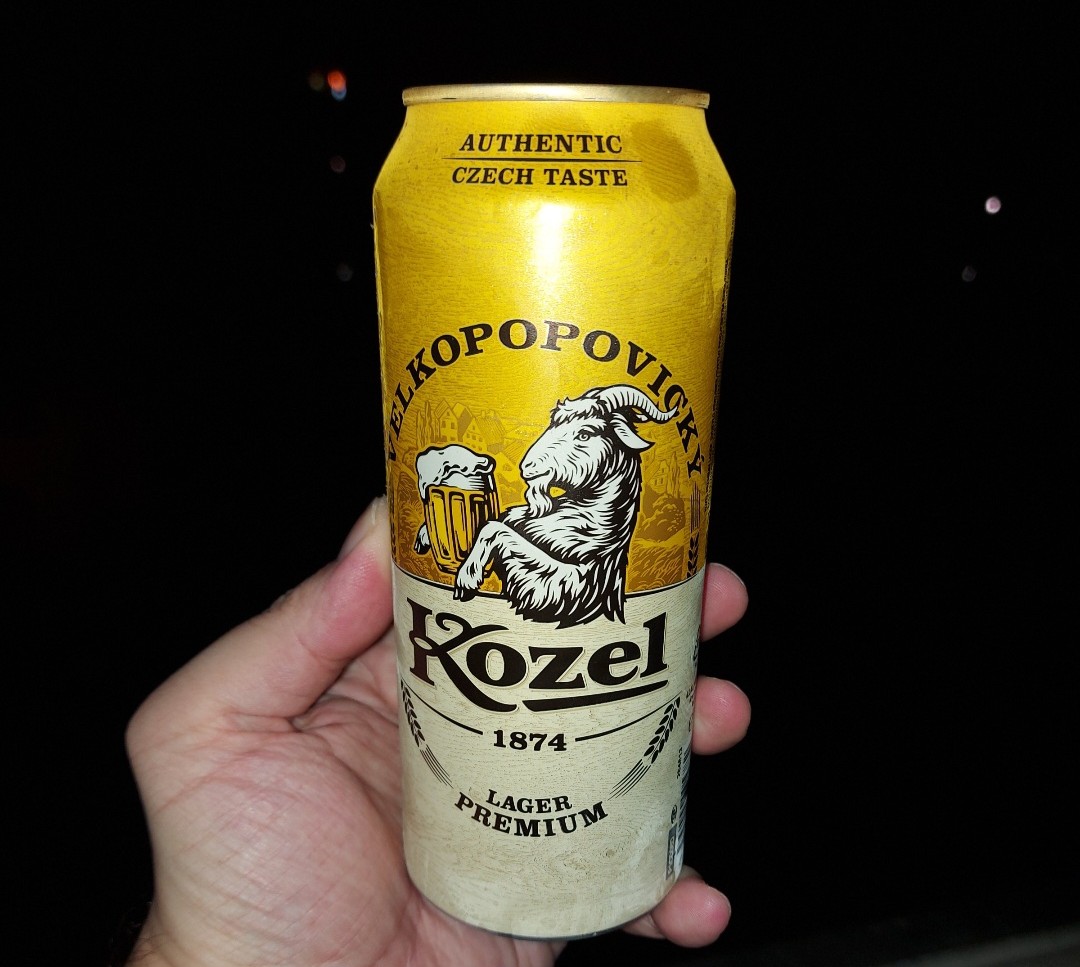 AUTHENTIC
CZECH TASTE
VELKOPOPOVICKÝ
Kozel
1874
LAGER
PREMIUM